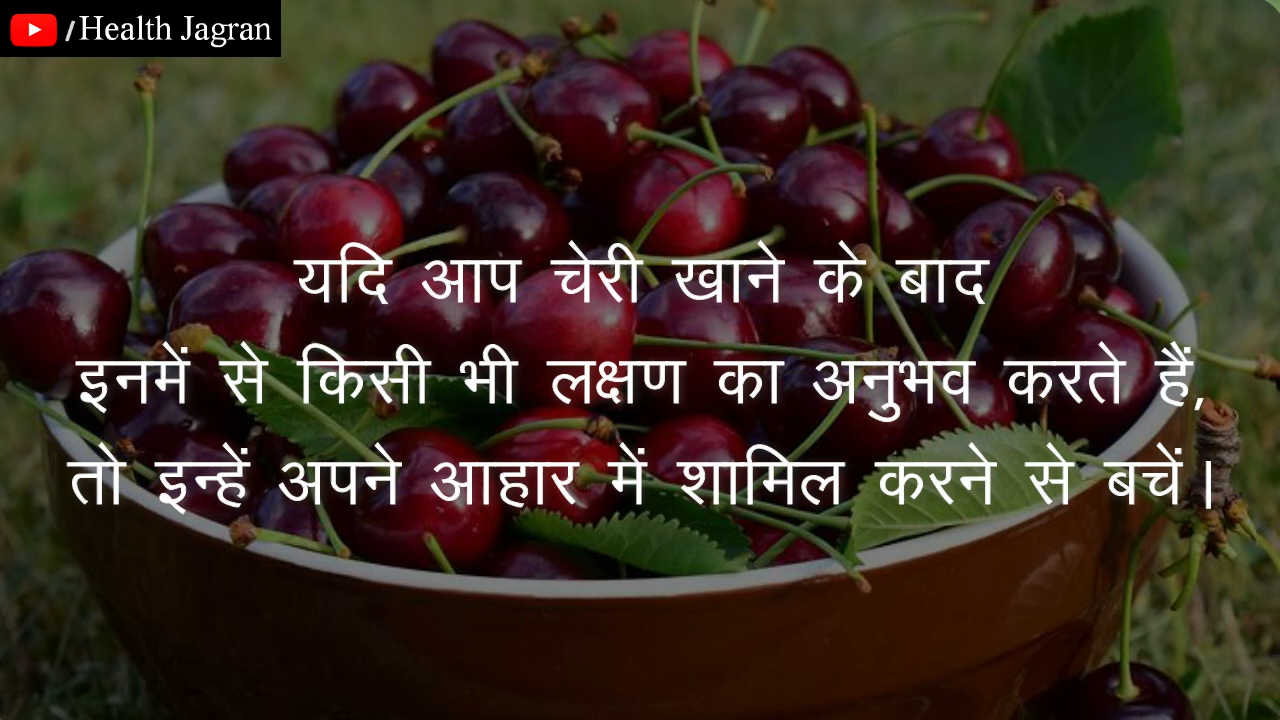 /Health Jagran
यदि आप चेरी खाने के बाद
इनमें से किसी भी लक्षण का अनुभव करते हैं,
तो इन्हें अपने आहार में शामिल करने से बचें।